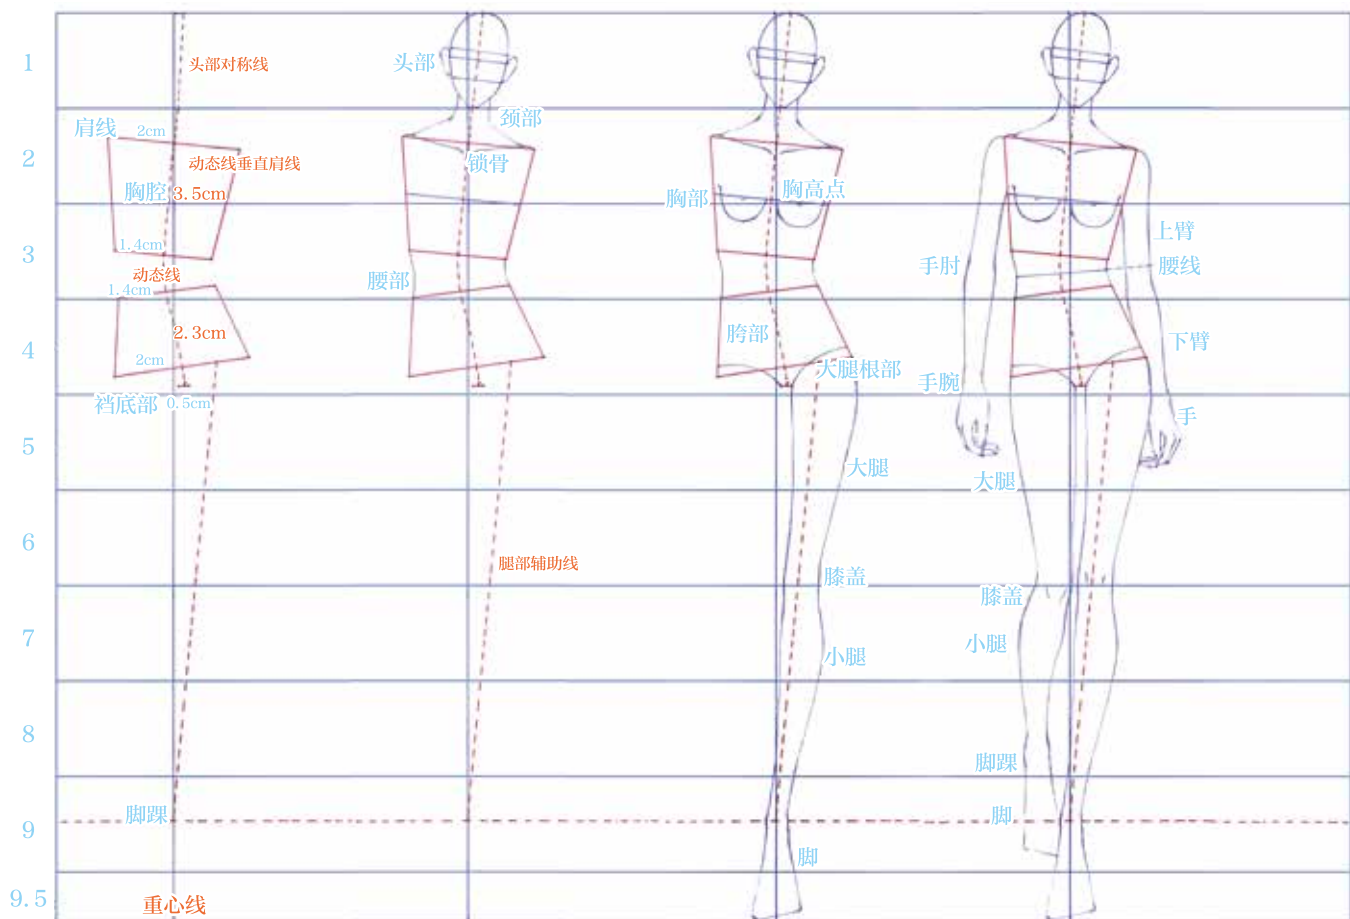 1
2
3
4
5
6
7
8
9
9.5
头部对称线
肩线
2cm
动态线垂直肩线
胸腔
3.5cm
1.4cm
动态线
1.4cm
2.3cm
2cm
裆底部
0.5cm
脚踝
重心线
头部
颈部
锁骨
腰部
腿部辅助线
胸部
胸高点
胯部
大腿根部
大腿
膝盖
小腿
脚
上臂
手肘
腰线
下臂
手腕
手
大腿
膝盖
小腿
脚踝
脚